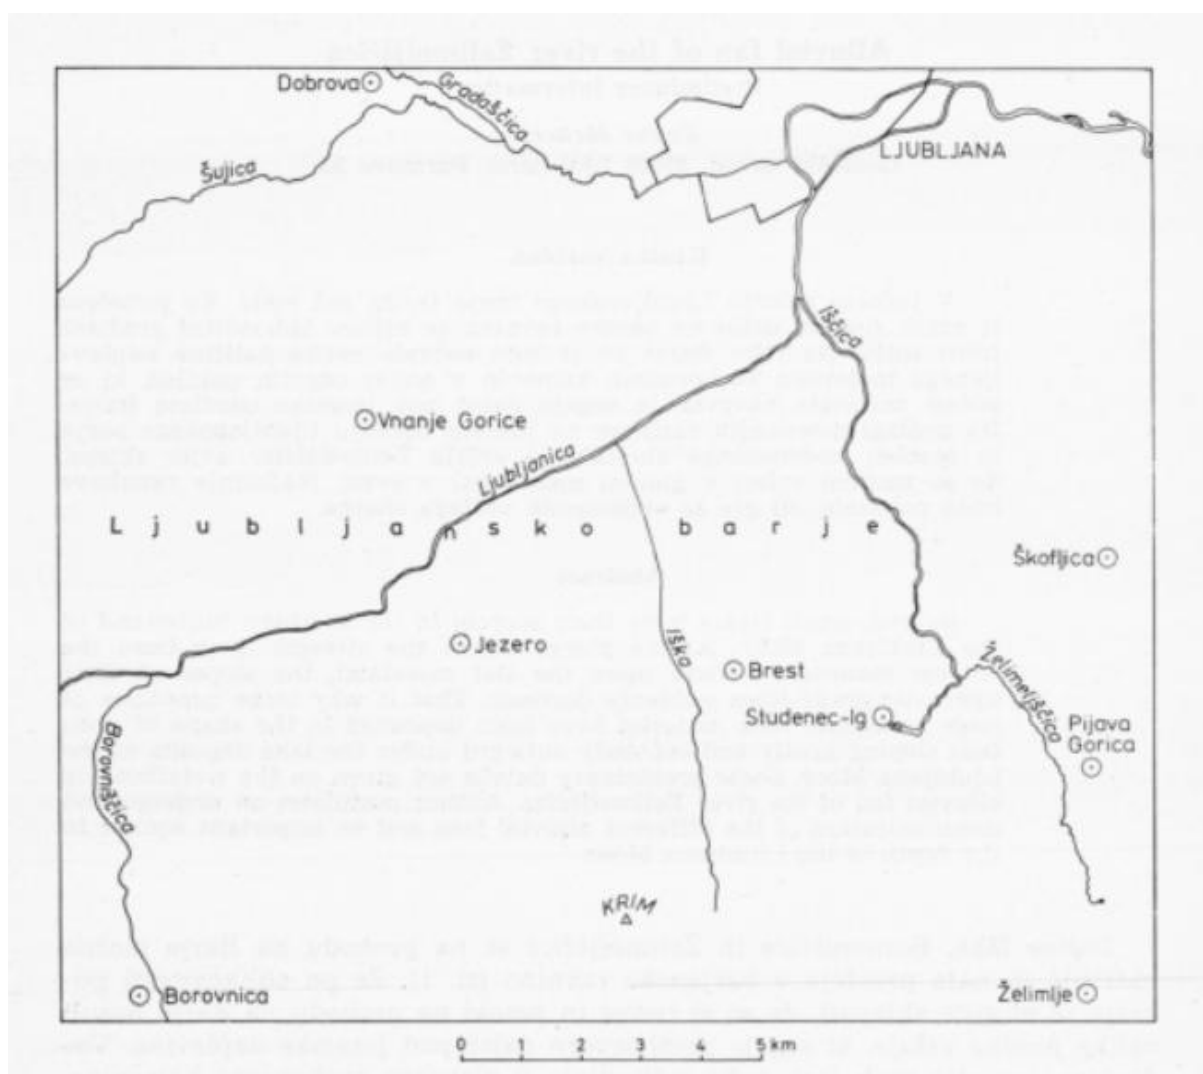 Dobrova
Gradaščica
Šujica
LJUBLJANA
Iščica
Vnanje Gorice
Ljubljanica
Ljubljansko barje
Škofljica
Jezero
Iška
Brest
Želimeljščica
Studenec-Ig
Pijava
Gorica
Borovniščica
KRIM
Borovnica
Želimlje
0 1 2 3 4 5 km